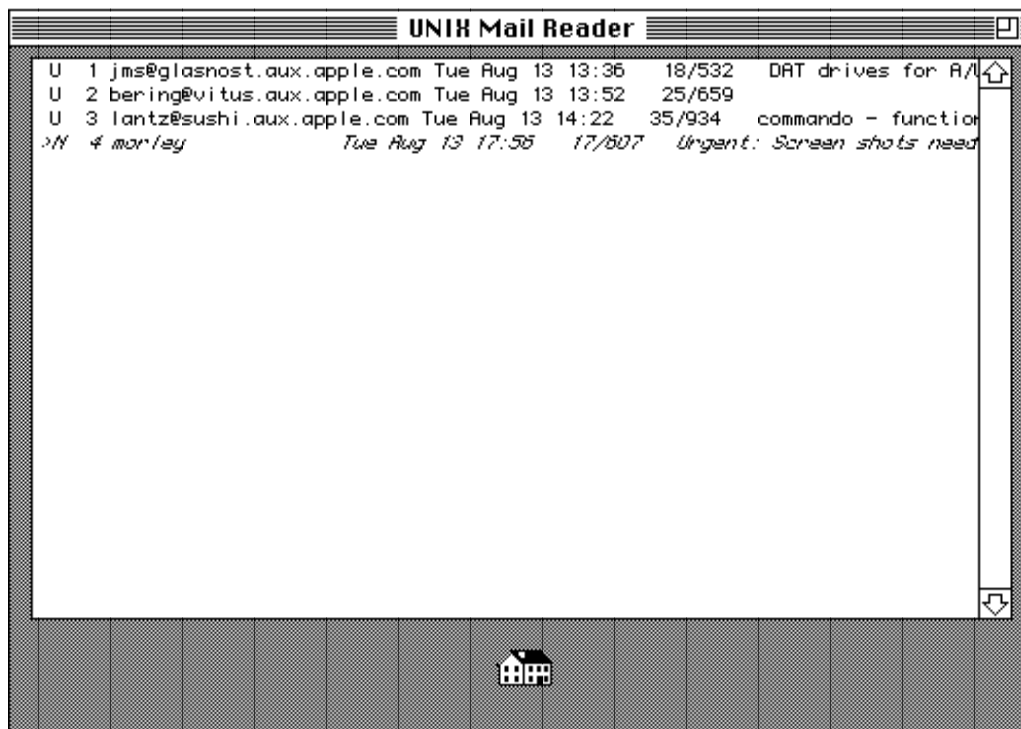 UNIX Mail Reader
U 1 jms@glasnost.aux.apple.com Tue Aug 13 13:36 18/532 DAT drives for A/U
U 2 bering@vitus.aux.apple.com Tue Aug 13 13:52 25/659
U 3 lantz@sushi.aux.apple.com Tue Aug 13 14:22 35/934 commando - function
>N 4 morley Tue Aug 13 17:56 17/607 Urgent: Screen shots need